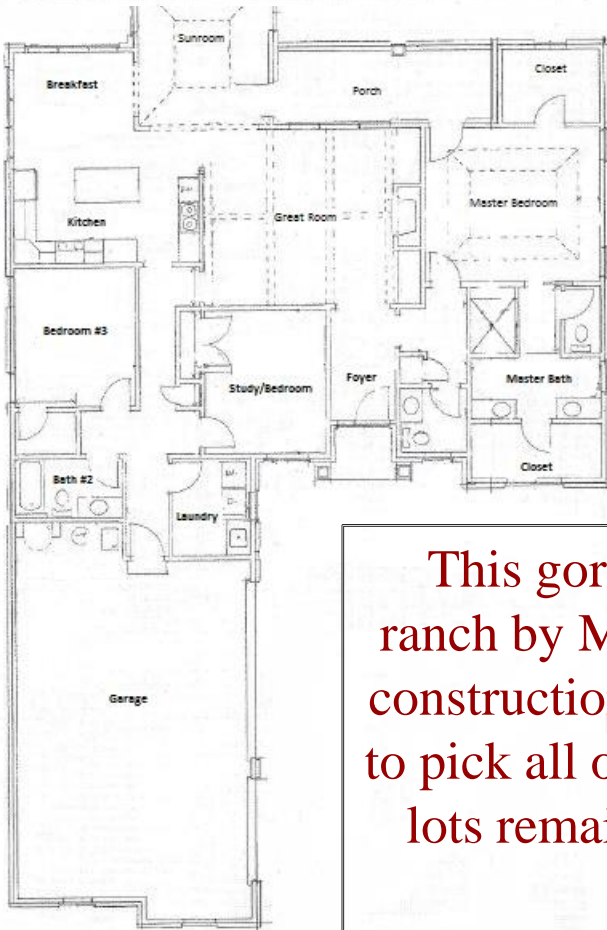 Sunroom
Closet
Breakfast
Porch
Master Bedroom
Great Room
Kitchen
Bedroom #3
Study/Bedroom
Foyer
Master Bath
Closet
Bath #2
Laundry
Garage
This gor
ranch by M
constructio
to pick all o
lots remai